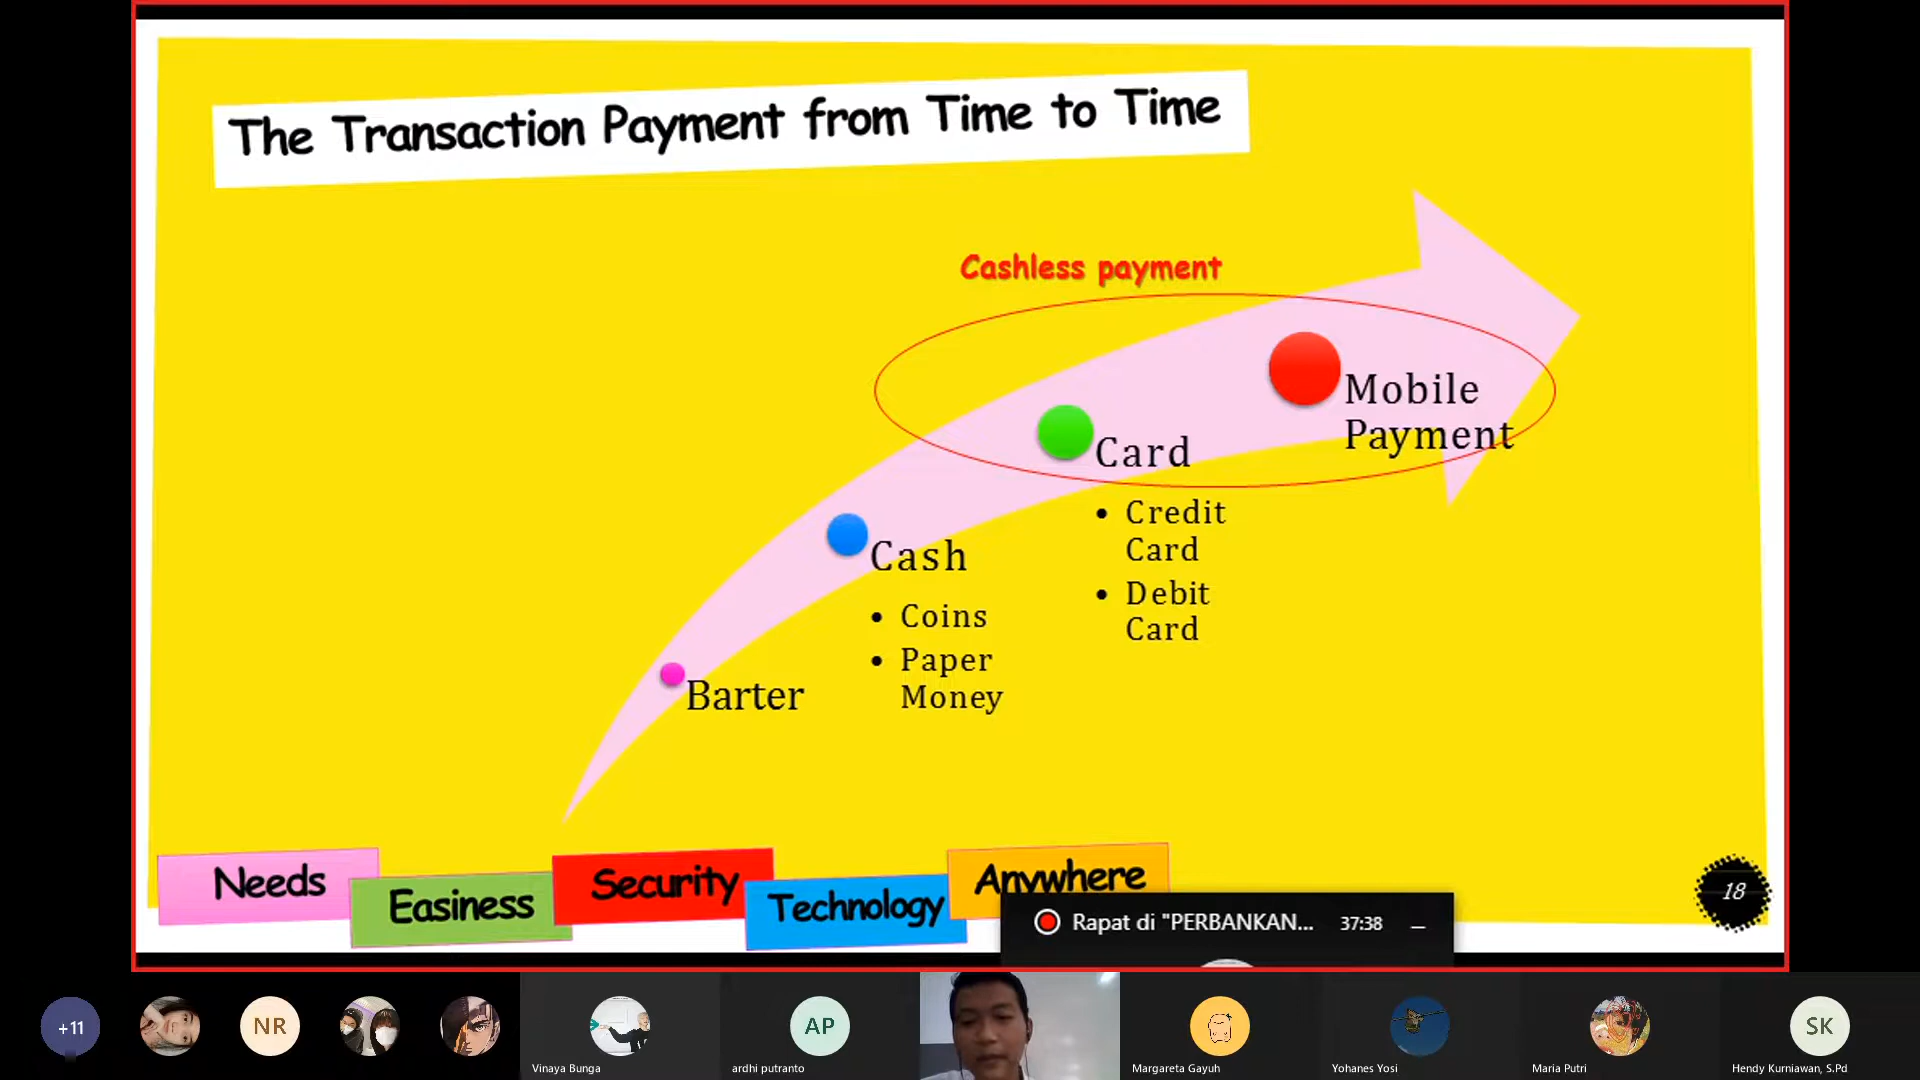 The Transaction Payment from Time to Time
Cashless payment
Mobile
Payment
Card
• Credit
Card
• Debit
Card
Cash
• Coins
• Paper
Money
Barter
Needs
Easiness
Security
Technology
Anywhere
18
Rapat di "PERBANKAN... 37:38
+11
NR
AP
SK
Vinaya Bunga
ardhi putranto
Margareta Gayuh
Yohanes Yosi
Maria Putri
Hendy Kurniawan, S.Pd